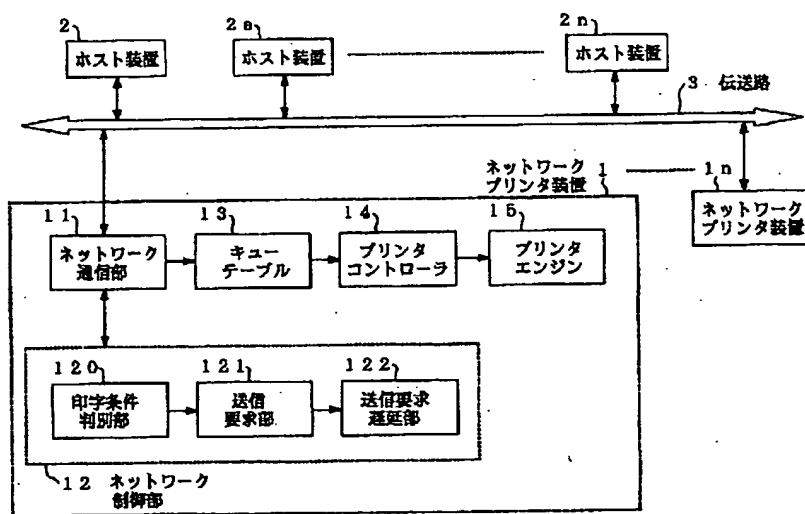 2 2a 2n
ホスト装置 ホスト装置 ホスト装置
3 伝送路
ネットワーク
プリンタ装置 1 1n
ネットワーク
プリンタ装置
11 13 14 15
ネットワーク
通信部
キュー
テーブル
プリンタ
コントローラ
プリンタ
エンジン
120 121 122
印字条件
判別部
送信
要求部
送信要求
遅延部
12 ネットワーク
制御部